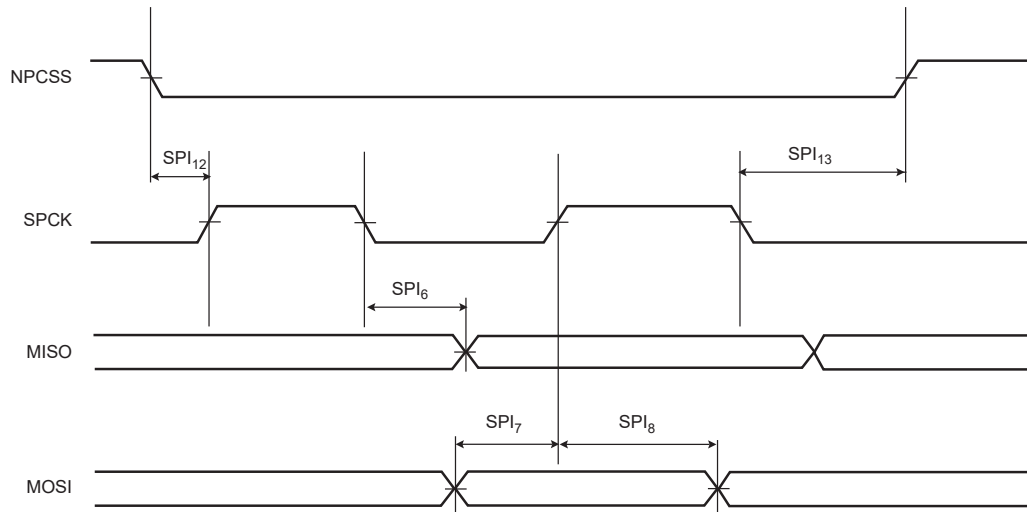 NPCSS
SPI₁₂
SPI₁₃
SPCK
SPI₆
MISO
SPI₇
SPI₈
MOSI